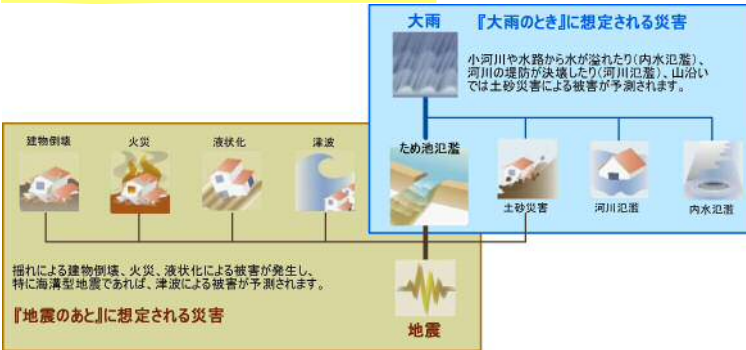 大雨
『大雨のとき』に想定される災害
小河川や水路から水が溢れたり(内水氾濫)、
河川の堤防が決壊したり(河川氾濫)、山沿い
では土砂災害による被害が予測されます。
建物倒壊
火災
液状化
津波
ため池氾濫
土砂災害
河川氾濫
内水氾濫
揺れによる建物倒壊、火災、液状化による被害が発生し、
特に海溝型地震であれば、津波による被害が予測されます。
『地震のあと』に想定される災害
地震